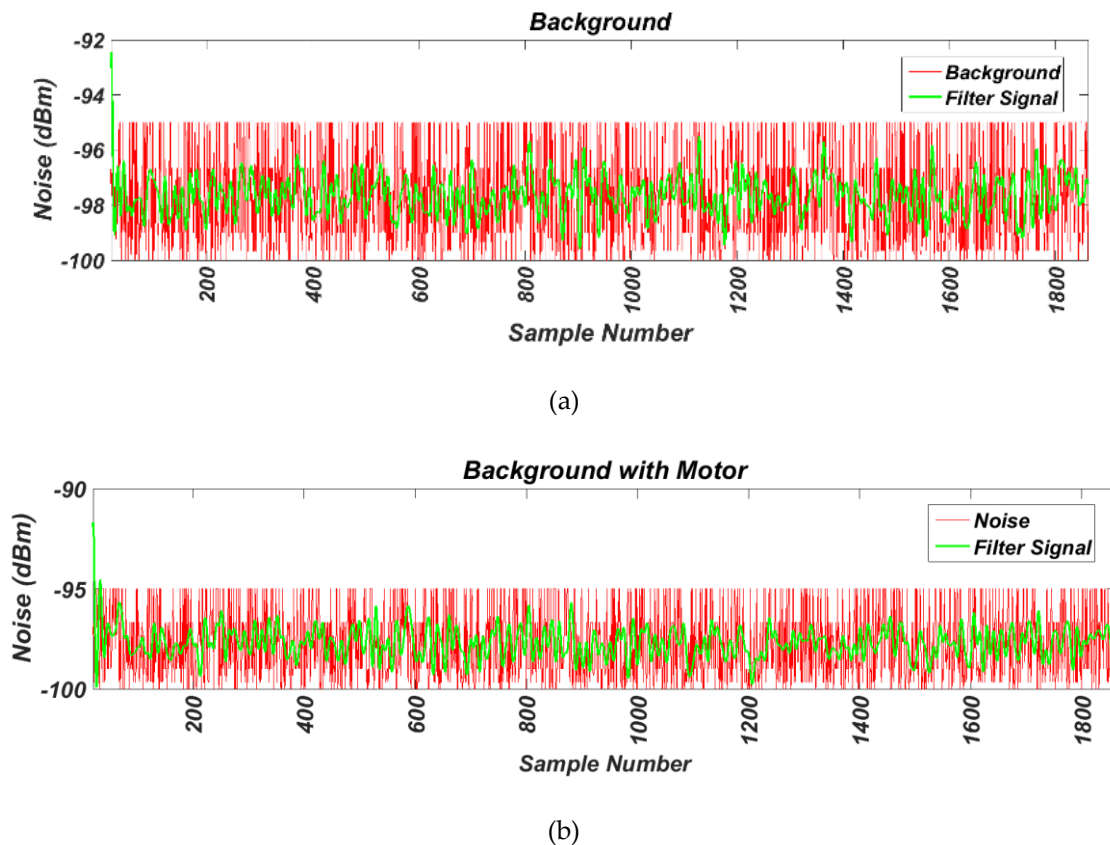 Background
-92
-94
-96
-98
-100
Noise (dBm)
Background
Filter Signal
200
400
600
800
1000
1200
1400
1600
1800
Sample Number
(a)
Background with Motor
-90
-95
-100
Noise (dBm)
Noise
Filter Signal
200
400
600
800
1000
1200
1400
1600
1800
Sample Number
(b)